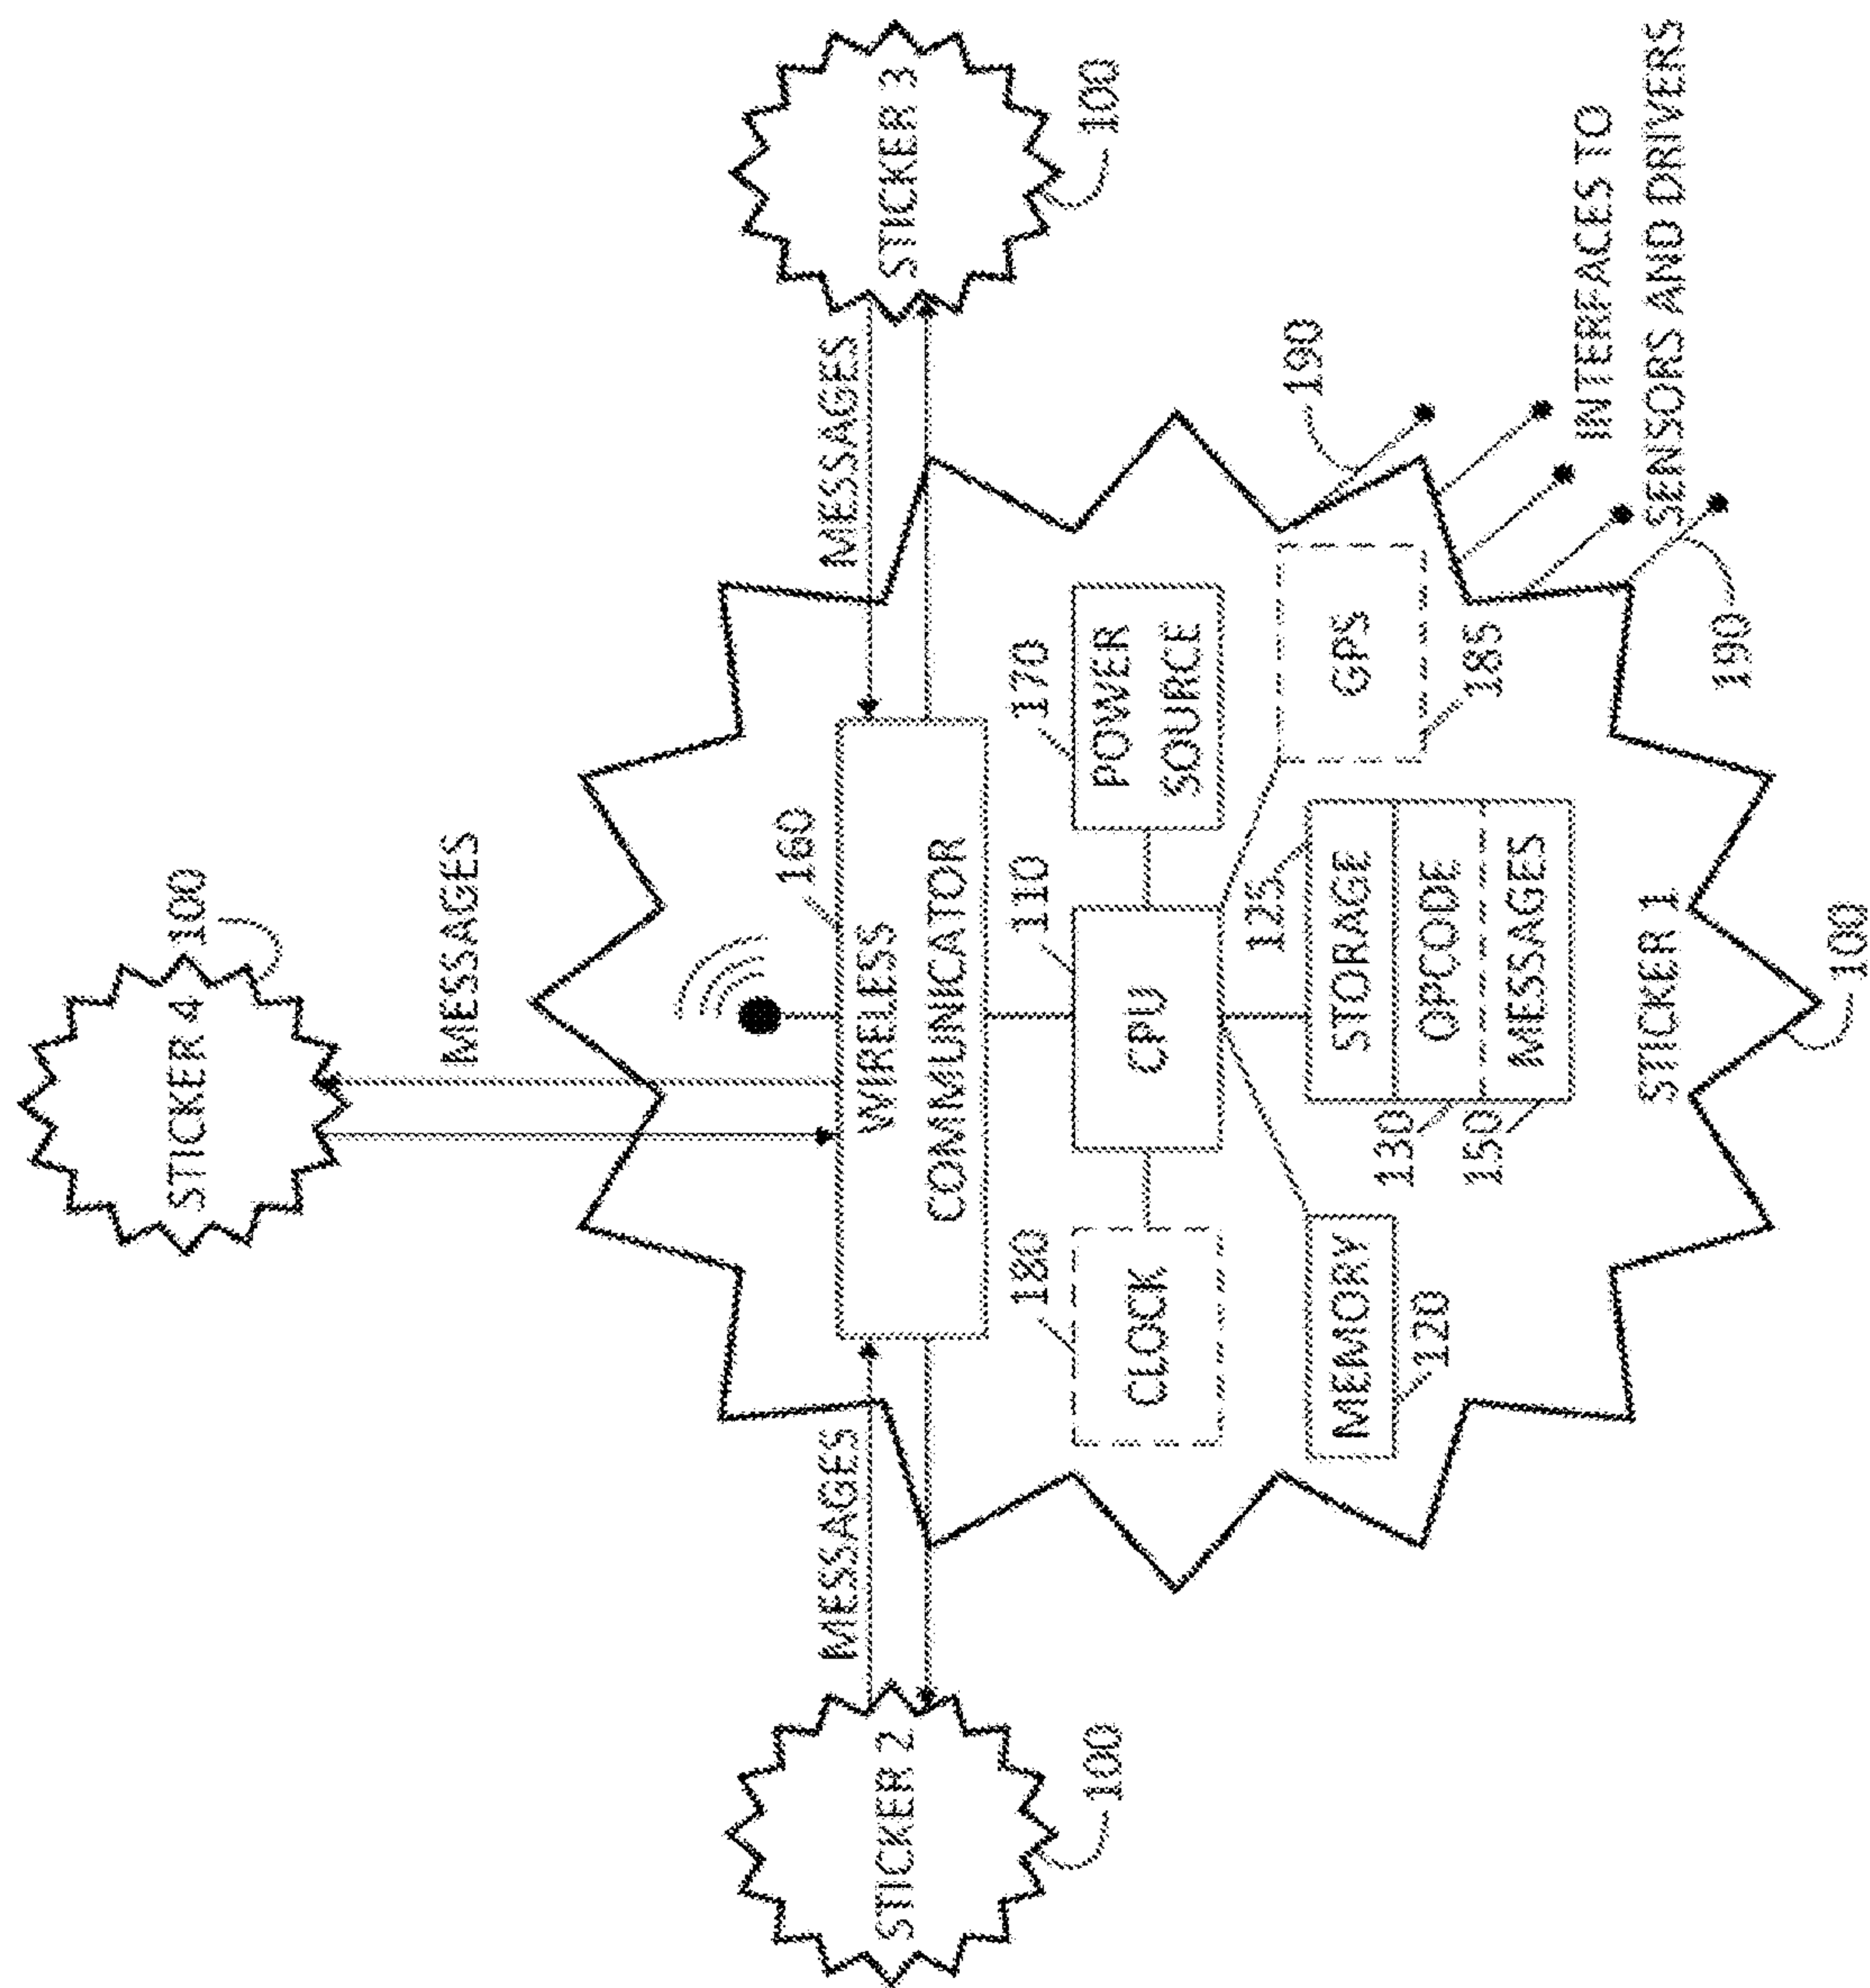 STICKER 4
100
MESSAGES
STICKER 2
100
MESSAGES
MESSAGES
STICKER 3
100
160
WIRELESS
COMMUNICATOR
180
CLOCK
110
CPU
170
POWER
SOURCE
MEMORY
120
125
STORAGE
130
OPCODE
150
MESSAGES
GPS
185
190
190
INTERFACES TO
SENSORS AND DRIVERS
STICKER 1
100